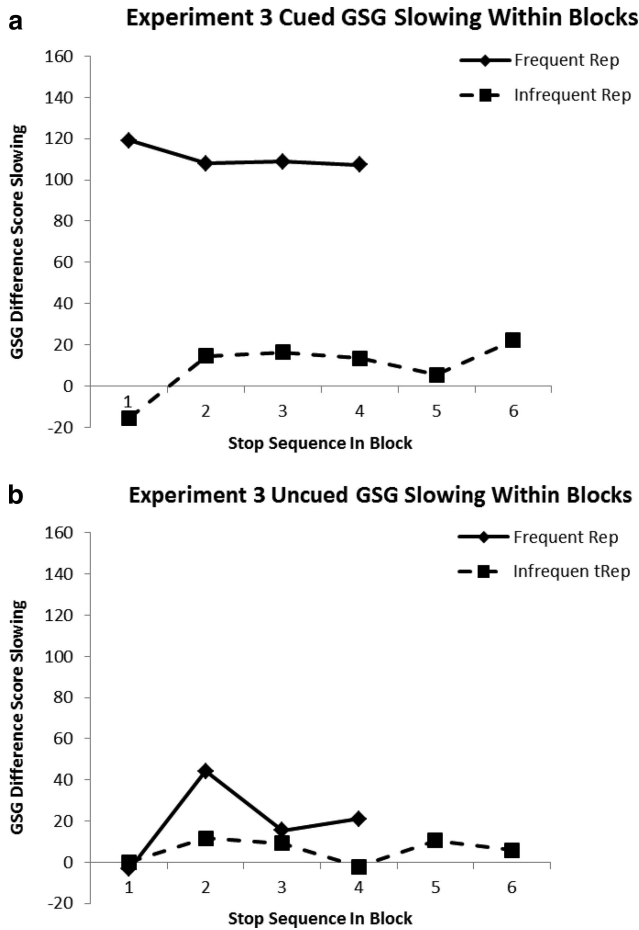 a
Experiment 3 Cued GSG Slowing Within Blocks
160
140
120
100
80
60
40
20
0
-20
GSG Difference Score Slowing
Frequent Rep
Infrequent Rep
1 2 3 4 5 6
Stop Sequence In Block
b
Experiment 3 Uncued GSG Slowing Within Blocks
160
140
120
100
80
60
40
20
0
-20
GSG Difference Score Slowing
Frequent Rep
Infrequen tRep
1 2 3 4 5 6
Stop Sequence In Block